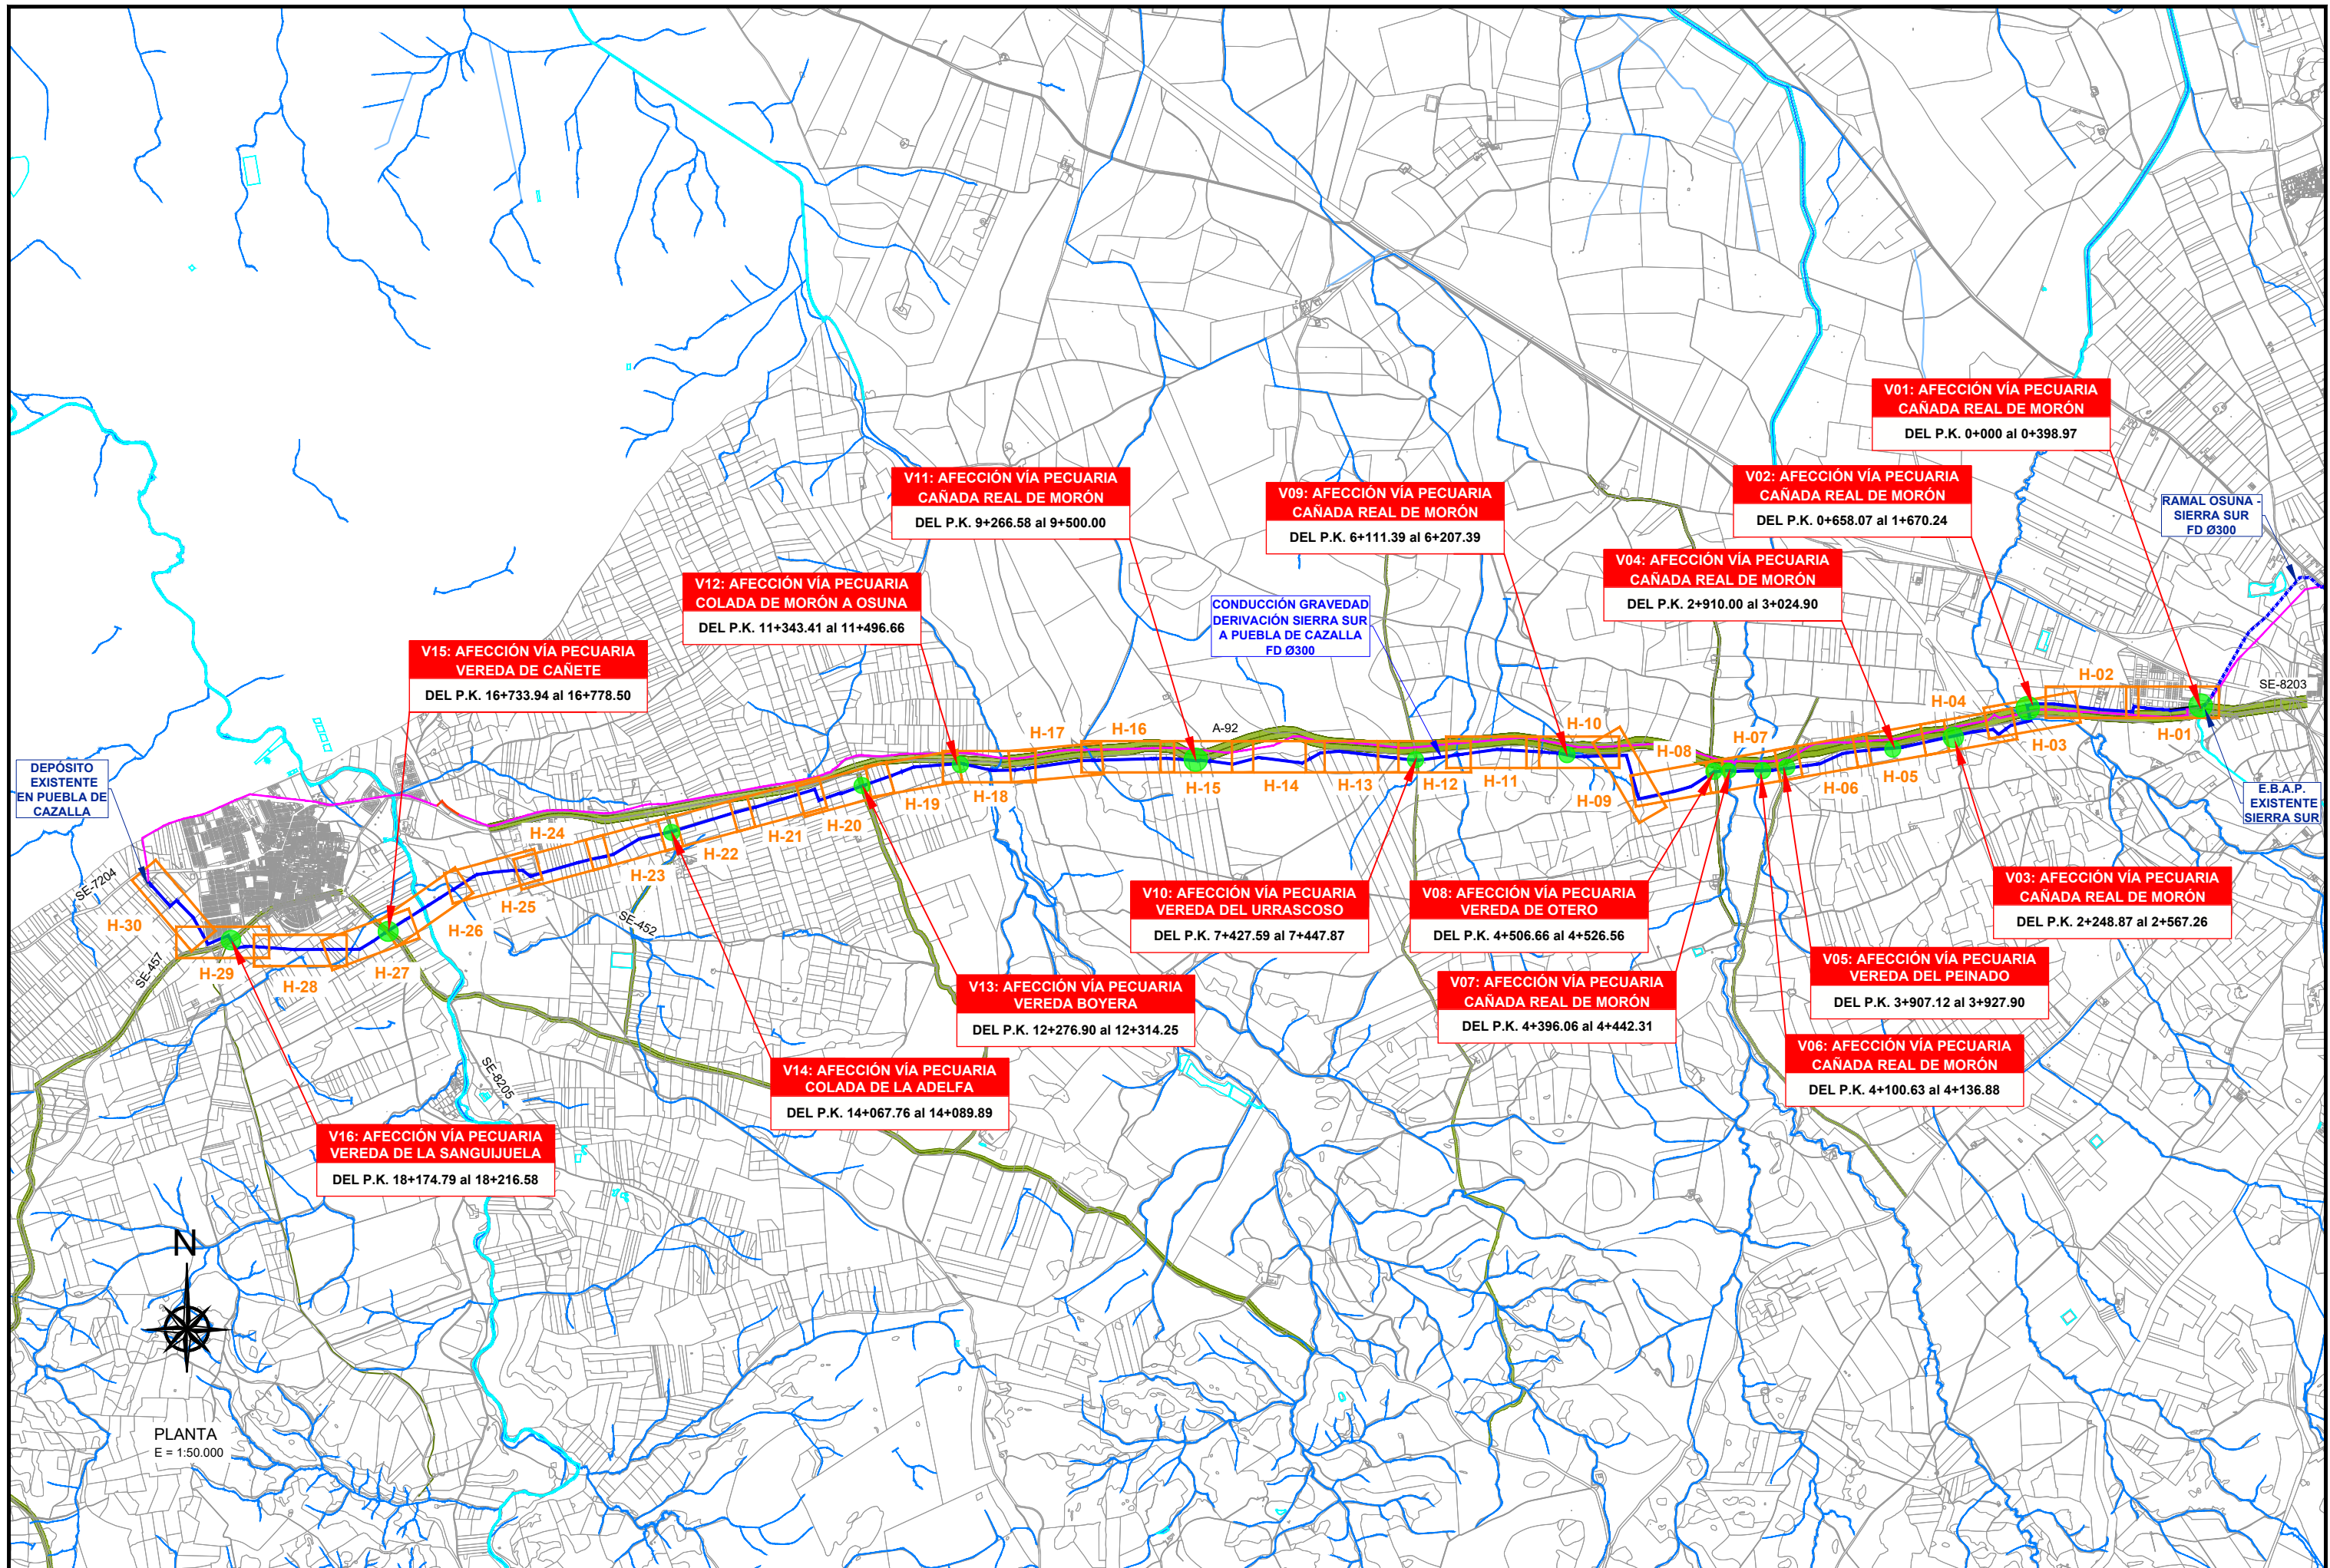 V01: AFECCIÓN VÍA PECUARIA
CAÑADA REAL DE MORÓN
DEL P.K. 0+000 al 0+398.97
V02: AFECCIÓN VÍA PECUARIA
CAÑADA REAL DE MORÓN
DEL P.K. 0+658.07 al 1+670.24
RAMAL OSUNA -
SIERRA SUR
FD Ø300
V11: AFECCIÓN VÍA PECUARIA
CAÑADA REAL DE MORÓN
DEL P.K. 9+266.58 al 9+500.00
V09: AFECCIÓN VÍA PECUARIA
CAÑADA REAL DE MORÓN
DEL P.K. 6+111.39 al 6+207.39
V04: AFECCIÓN VÍA PECUARIA
CAÑADA REAL DE MORÓN
DEL P.K. 2+910.00 al 3+024.90
V12: AFECCIÓN VÍA PECUARIA
COLADA DE MORÓN A OSUNA
DEL P.K. 11+343.41 al 11+496.66
CONDUCCIÓN GRAVEDAD
DERIVACIÓN SIERRA SUR
A PUEBLA DE CAZALLA
FD Ø300
V15: AFECCIÓN VÍA PECUARIA
VEREDA DE CAÑETE
DEL P.K. 16+733.94 al 16+778.50
SE-8203
H-02
H-01
H-04
H-03
A-92
H-10
H-07
H-08
H-17
H-16
H-05
H-06
H-15
H-14
H-13
H-12
H-11
H-09
H-18
H-19
H-20
H-21
H-22
H-24
H-23
H-25
H-26
DEPÓSITO
EXISTENTE
EN PUEBLA DE
CAZALLA
E.B.A.P.
EXISTENTE
SIERRA SUR
SE-7204
H-30
SE-457
H-29
H-28
H-27
SE-452
V10: AFECCIÓN VÍA PECUARIA
VEREDA DEL URRASCOSO
DEL P.K. 7+427.59 al 7+447.87
V08: AFECCIÓN VÍA PECUARIA
VEREDA DE OTERO
DEL P.K. 4+506.66 al 4+526.56
V03: AFECCIÓN VÍA PECUARIA
CAÑADA REAL DE MORÓN
DEL P.K. 2+248.87 al 2+567.26
V05: AFECCIÓN VÍA PECUARIA
VEREDA DEL PEINADO
DEL P.K. 3+907.12 al 3+927.90
V13: AFECCIÓN VÍA PECUARIA
VEREDA BOYERA
DEL P.K. 12+276.90 al 12+314.25
V07: AFECCIÓN VÍA PECUARIA
CAÑADA REAL DE MORÓN
DEL P.K. 4+396.06 al 4+442.31
V06: AFECCIÓN VÍA PECUARIA
CAÑADA REAL DE MORÓN
DEL P.K. 4+100.63 al 4+136.88
SE-8205
V14: AFECCIÓN VÍA PECUARIA
COLADA DE LA ADELFA
DEL P.K. 14+067.76 al 14+089.89
V16: AFECCIÓN VÍA PECUARIA
VEREDA DE LA SANGUIJUELA
DEL P.K. 18+174.79 al 18+216.58
N
PLANTA
E = 1:50.000